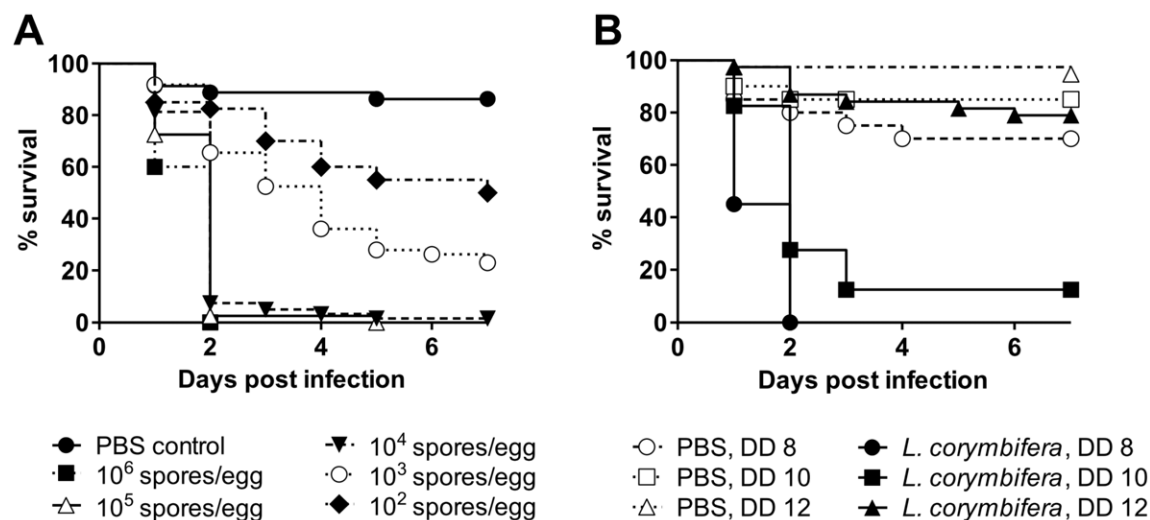 A
% survival
100
80
60
40
20
0
0 2 4 6
Days post infection
PBS control
10⁶ spores/egg
10⁵ spores/egg
10⁴ spores/egg
10³ spores/egg
10² spores/egg
B
% survival
100
80
60
40
20
0
0 2 4 6
Days post infection
PBS, DD 8
PBS, DD 10
PBS, DD 12
L. corymbifera, DD 8
L. corymbifera, DD 10
L. corymbifera, DD 12